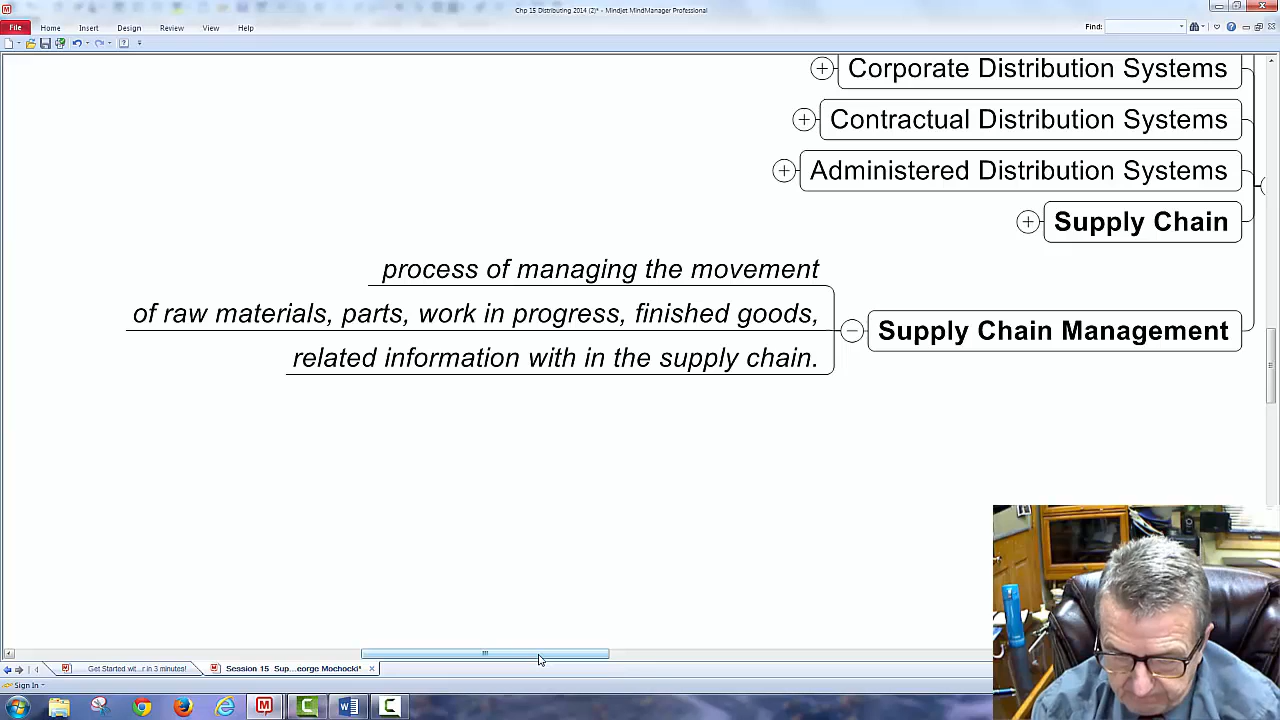 Chp 15 Distributing 2014 (2)* - Mindjet MindManager Professional
File Home Insert Design Review View Help Find:
Corporate Distribution Systems
Contractual Distribution Systems
Administered Distribution Systems
Supply Chain
process of managing the movement
of raw materials, parts, work in progress, finished goods,
related information with in the supply chain.
Supply Chain Management
Get Started wit...r in 3 minutes! Session 15 Sup...eorge Mochocki*
Sign In